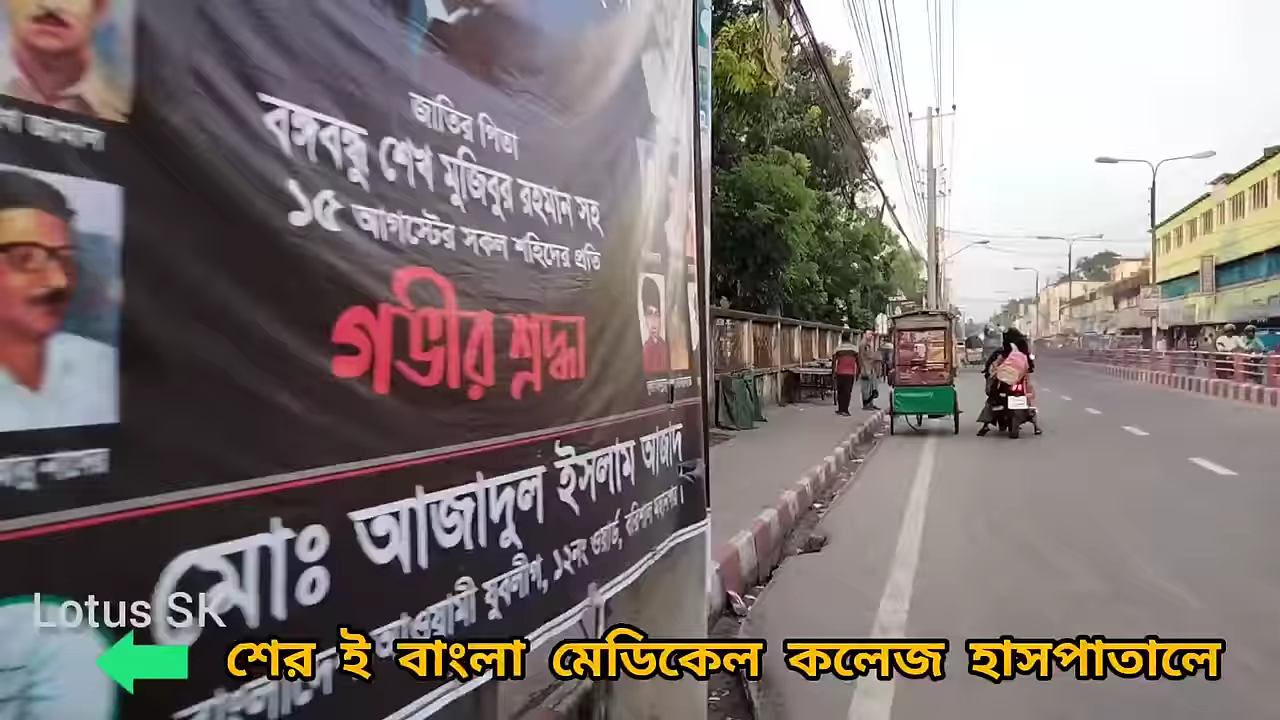 জাতির পিতা
বঙ্গবন্ধু শেখ মুজিবুর রহমান সহ
১৫ আগস্টের সকল শহিদের প্রতি
গভীর শ্রদ্ধা
মোঃ আজাদুল ইসলাম আজাদ
আওয়ামী যুবলীগ, ১২নং ওয়ার্ড, বরিশাল মহানগর।
Lotus SK
শের ই বাংলা মেডিকেল কলেজ হাসপাতালে